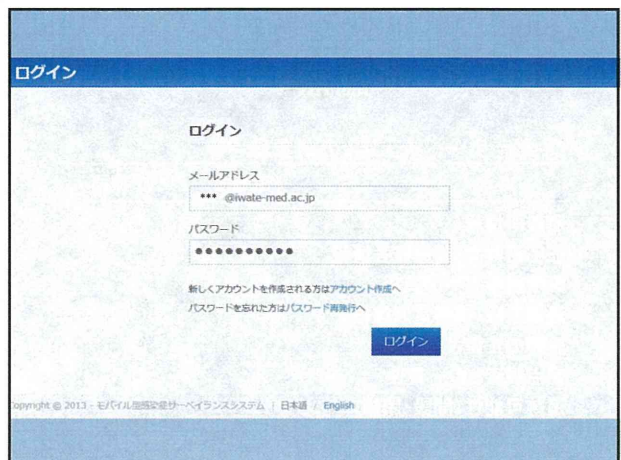 ログイン
ログイン
メールアドレス
*** @iwate-med.ac.jp
パスワード
●●●●●●●●●●
新しくアカウントを作成される方はアカウント作成へ
パスワードを忘れた方はパスワード再発行へ
ログイン
Copyright © 2013 - モバイル型感染症サーベイランスシステム | 日本語 | English